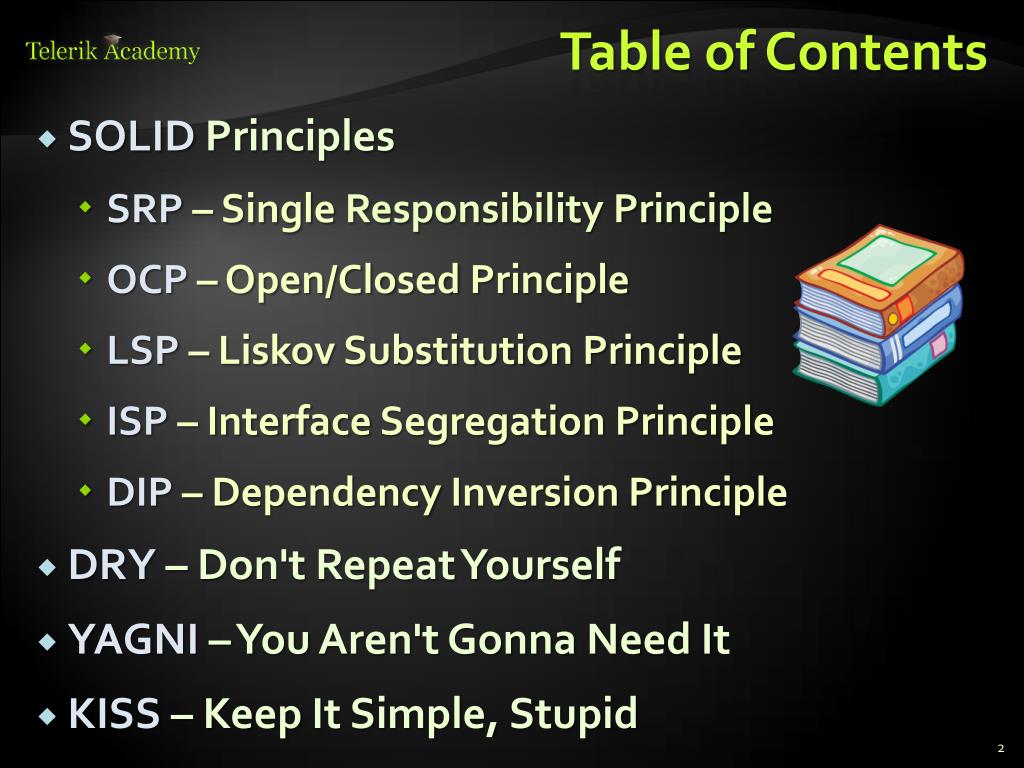 Telerik Academy
Table of Contents
SOLID Principles
SRP – Single Responsibility Principle
OCP – Open/Closed Principle
LSP – Liskov Substitution Principle
ISP – Interface Segregation Principle
DIP – Dependency Inversion Principle
DRY – Don't Repeat Yourself
YAGNI – You Aren't Gonna Need It
KISS – Keep It Simple, Stupid
2